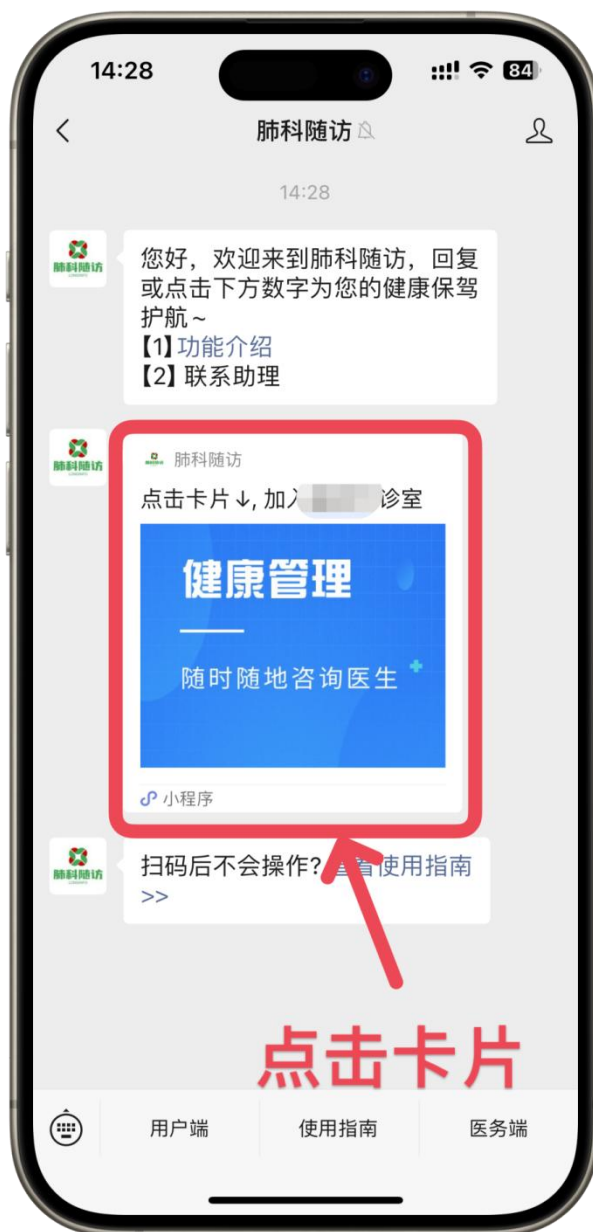 14:28
84
肺科随访
14:28
肺科随访
您好，欢迎来到肺科随访，回复
或点击下方数字为您的健康保驾
护航~
【1】功能介绍
【2】联系助理
肺科随访
肺科随访
点击卡片↓, 加入 诊室
健康管理
随时随地咨询医生
小程序
肺科随访
扫码后不会操作? 查看使用指南
>>
点击卡片
用户端
使用指南
医务端